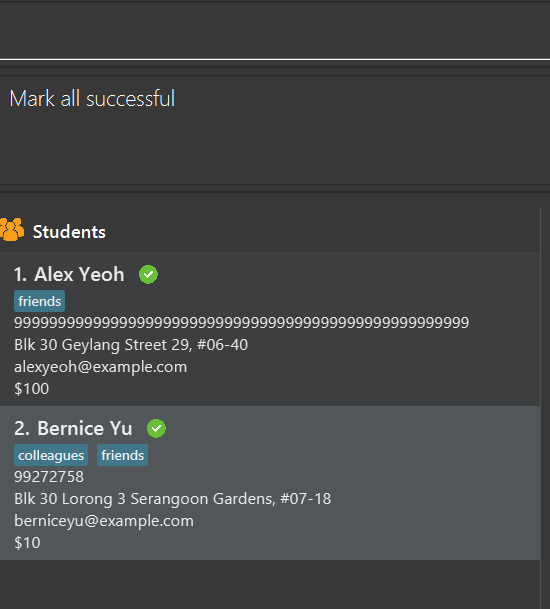 Mark all successful
Students
1. Alex Yeoh
friends
99999999999999999999999999999999999999999999999999
Blk 30 Geylang Street 29, #06-40
alexyeoh@example.com
$100
2. Bernice Yu
colleagues friends
99272758
Blk 30 Lorong 3 Serangoon Gardens, #07-18
berniceyu@example.com
$10